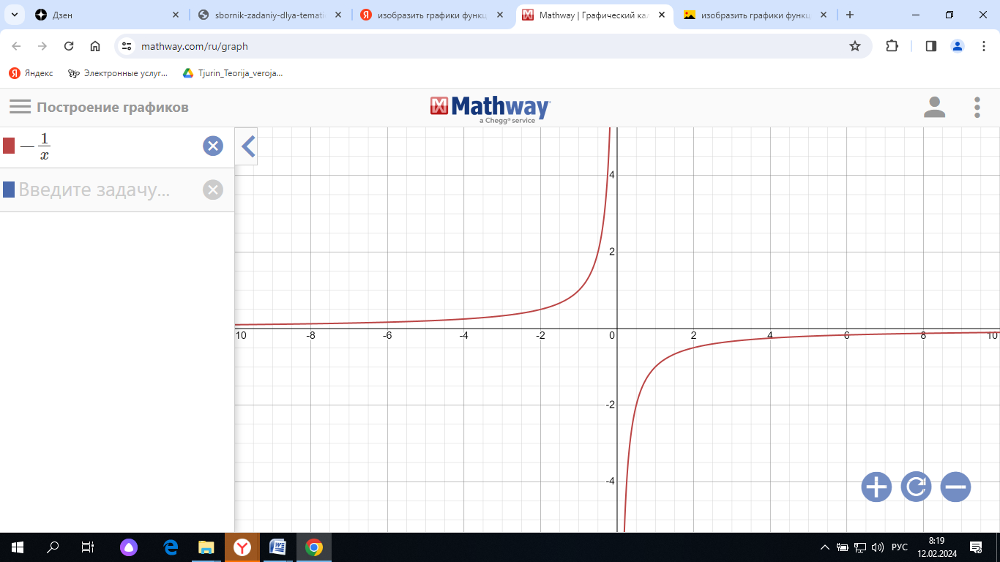 Дзен
sbornik-zadaniy-dlya-temati
изобразить графики функц
Mathway | Графический кал
изобразить графики функц
mathway.com/ru/graph
Яндекс
Электронные услуг...
Tjurin_Teorija_veroja...
Построение графиков
Mathway
a Chegg® service
− 1/x
Введите задачу...
4
2
10 -8 -6 -4 -2 0 2 4 6 8 10
-2
-4
W
РУС
8:19
12.02.2024